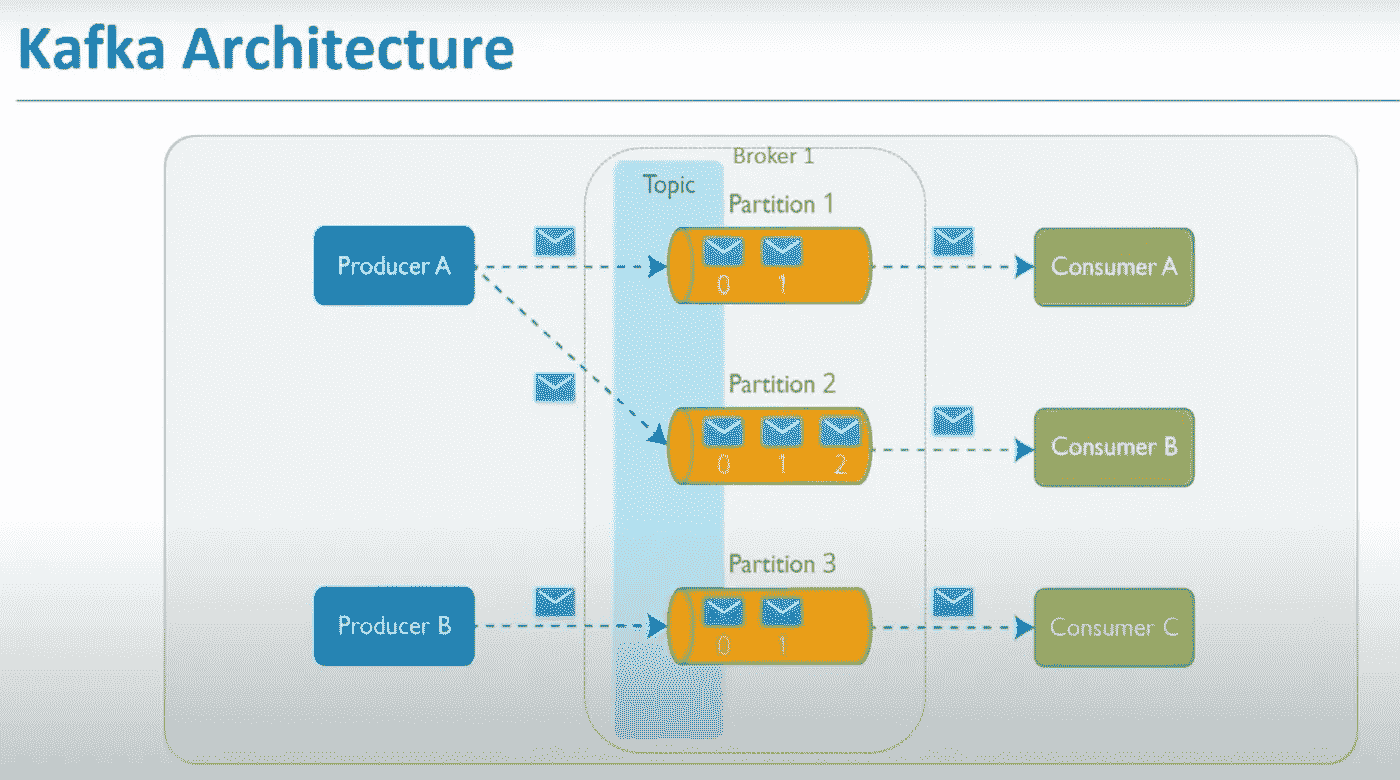 Kafka Architecture
Broker 1
Topic
Partition 1
Producer A
0 1
Consumer A
Partition 2
0 1 2
Consumer B
Partition 3
Producer B
0 1
Consumer C